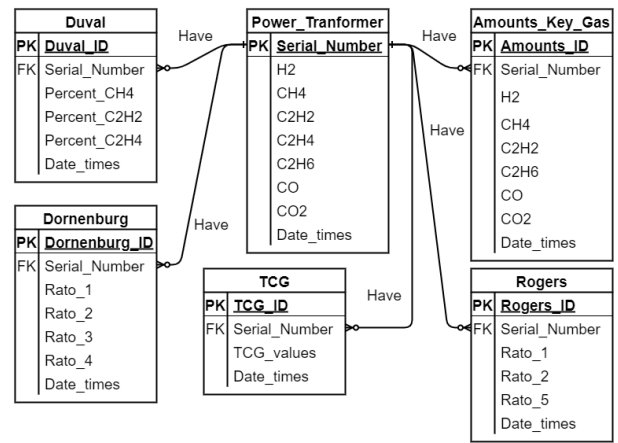 Duval
PK Duval_ID
FK Serial_Number
Percent_CH4
Percent_C2H2
Percent_C2H4
Date_times
Have
Power_Tranformer
PK Serial_Number
H2
CH4
C2H2
C2H4
C2H6
CO
CO2
Date_times
Have
Amounts_Key_Gas
PK Amounts_ID
FK Serial_Number
H2
CH4
C2H2
C2H6
CO
CO2
Date_times
Have
Dornenburg
PK Dornenburg_ID
FK Serial_Number
Rato_1
Rato_2
Rato_3
Rato_4
Date_times
Have
TCG
PK TCG_ID
FK Serial_Number
TCG_values
Date_times
Have
Rogers
PK Rogers_ID
FK Serial_Number
Rato_1
Rato_2
Rato_5
Date_times